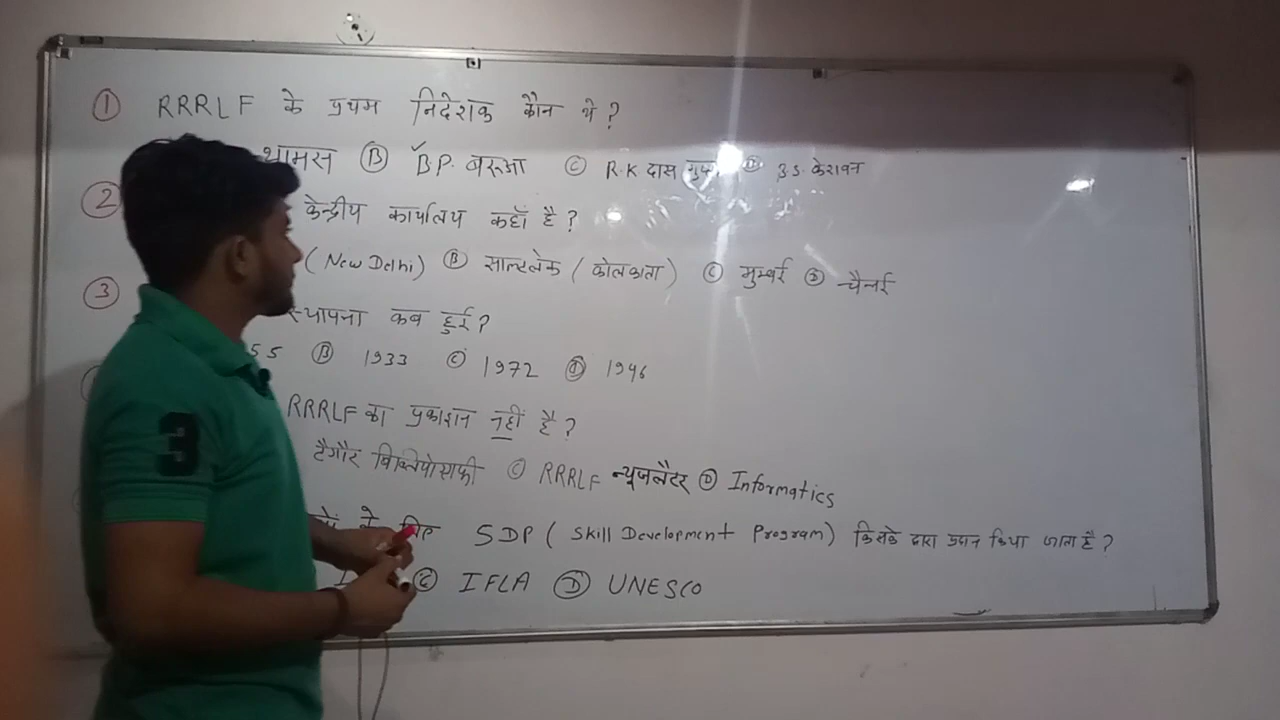 ① RRRLF के प्रथम निदेशक कौन थे ?
थामस Ⓑ ✓B.P. बरूआ Ⓒ R.K दास गुप्ता Ⓓ B.S. केशवन
② केन्द्रीय कार्यालय कहाँ है ?
(New Delhi) Ⓑ साल्टलेक (कोलकाता) Ⓒ मुम्बई Ⓓ चैन्नई
③ स्थापना कब हुई ?
55 Ⓑ 1933 Ⓒ 1972 Ⓓ 1946
RRRLF का प्रकाशन नहीं है ?
टैगौर Ⓒ RRRLF न्यूजलैटर Ⓓ Informatics
के लिए SDP ( Skill Development Program) किसके द्वारा प्रदान किया जाता है ?
Ⓒ IFLA Ⓓ UNESCO
3